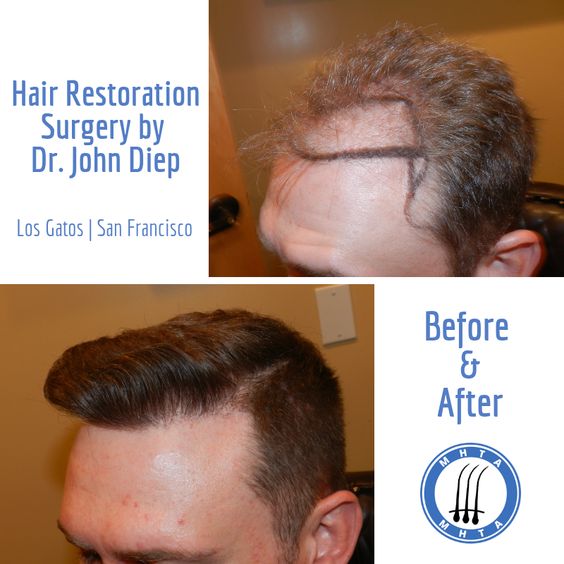 Hair Restoration
Surgery by
Dr. John Diep
Los Gatos | San Francisco
Before
&
After
MHTA
MHTA